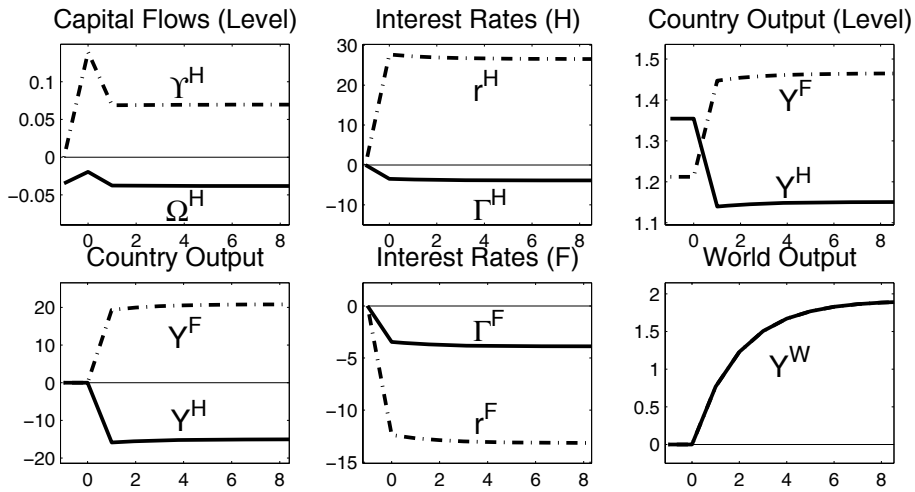 Capital Flows (Level)
0.1
0.05
0
−0.05
ϒ^H
Ω^H
0 2 4 6 8
Interest Rates (H)
30
20
10
0
−10
r^H
Γ^H
0 2 4 6 8
Country Output (Level)
1.5
1.4
1.3
1.2
1.1
Y^F
Y^H
0 2 4 6 8
Country Output
20
10
0
−10
−20
Y^F
Y^H
0 2 4 6 8
Interest Rates (F)
0
−5
−10
−15
Γ^F
r^F
0 2 4 6 8
World Output
2
1.5
1
0.5
0
Y^W
0 2 4 6 8